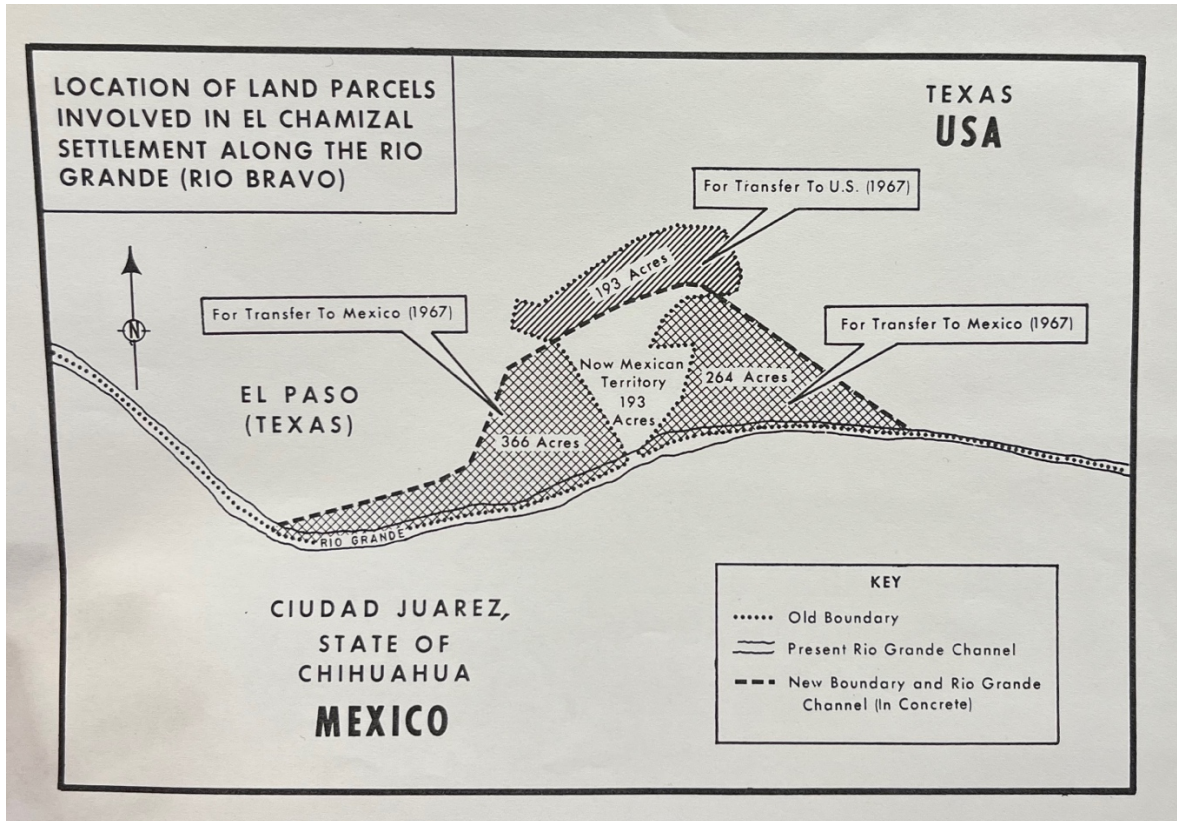 LOCATION OF LAND PARCELS
INVOLVED IN EL CHAMIZAL
SETTLEMENT ALONG THE RIO
GRANDE (RIO BRAVO)
TEXAS
USA
For Transfer To U.S. (1967)
193 Acres
N
For Transfer To Mexico (1967)
For Transfer To Mexico (1967)
EL PASO
(TEXAS)
Now Mexican
Territory
193
Acres
264 Acres
366 Acres
RIO GRANDE
CIUDAD JUAREZ,
STATE OF
CHIHUAHUA
MEXICO
KEY
Old Boundary
Present Rio Grande Channel
New Boundary and Rio Grande
Channel (In Concrete)